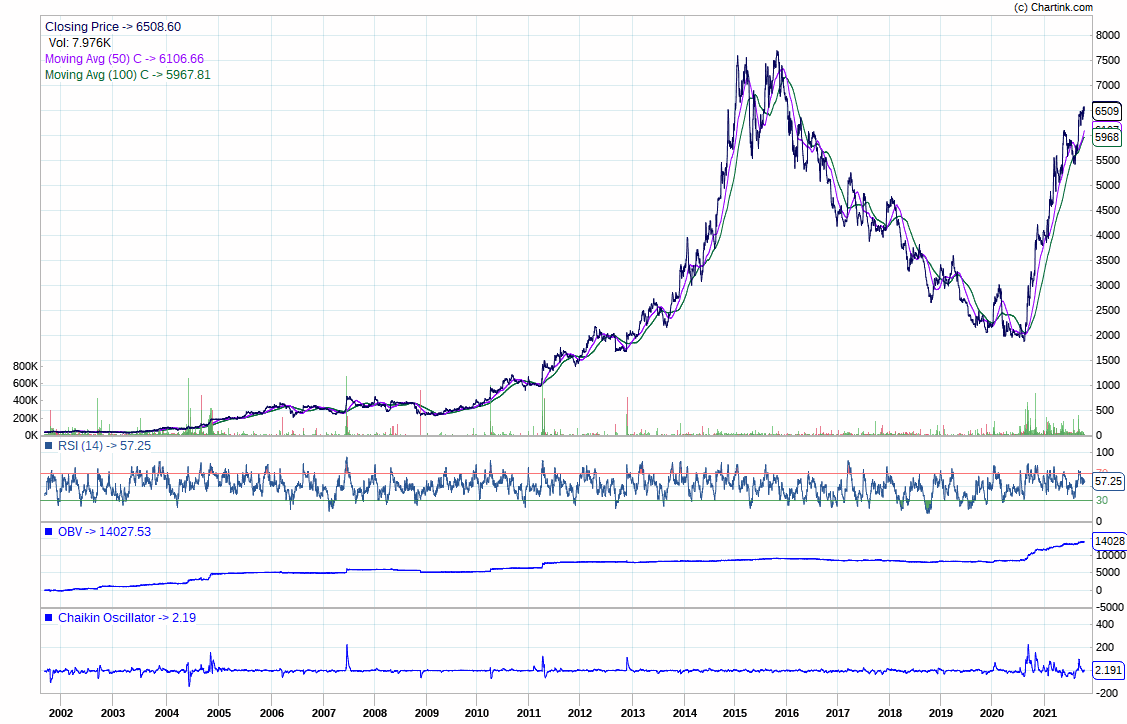 (c) Chartink.com
Closing Price -> 6508.60
Vol: 7.976K
Moving Avg (50) C -> 6106.66
Moving Avg (100) C -> 5967.81
8000
7500
7000
6509
5968
5500
5000
4500
4000
3500
3000
2500
2000
1500
1000
500
0
800K
600K
400K
200K
0K
RSI (14) -> 57.25
100
70
57.25
30
0
OBV -> 14027.53
14028
10000
5000
0
-5000
Chaikin Oscillator -> 2.19
400
200
2.191
-200
2002 2003 2004 2005 2006 2007 2008 2009 2010 2011 2012 2013 2014 2015 2016 2017 2018 2019 2020 2021